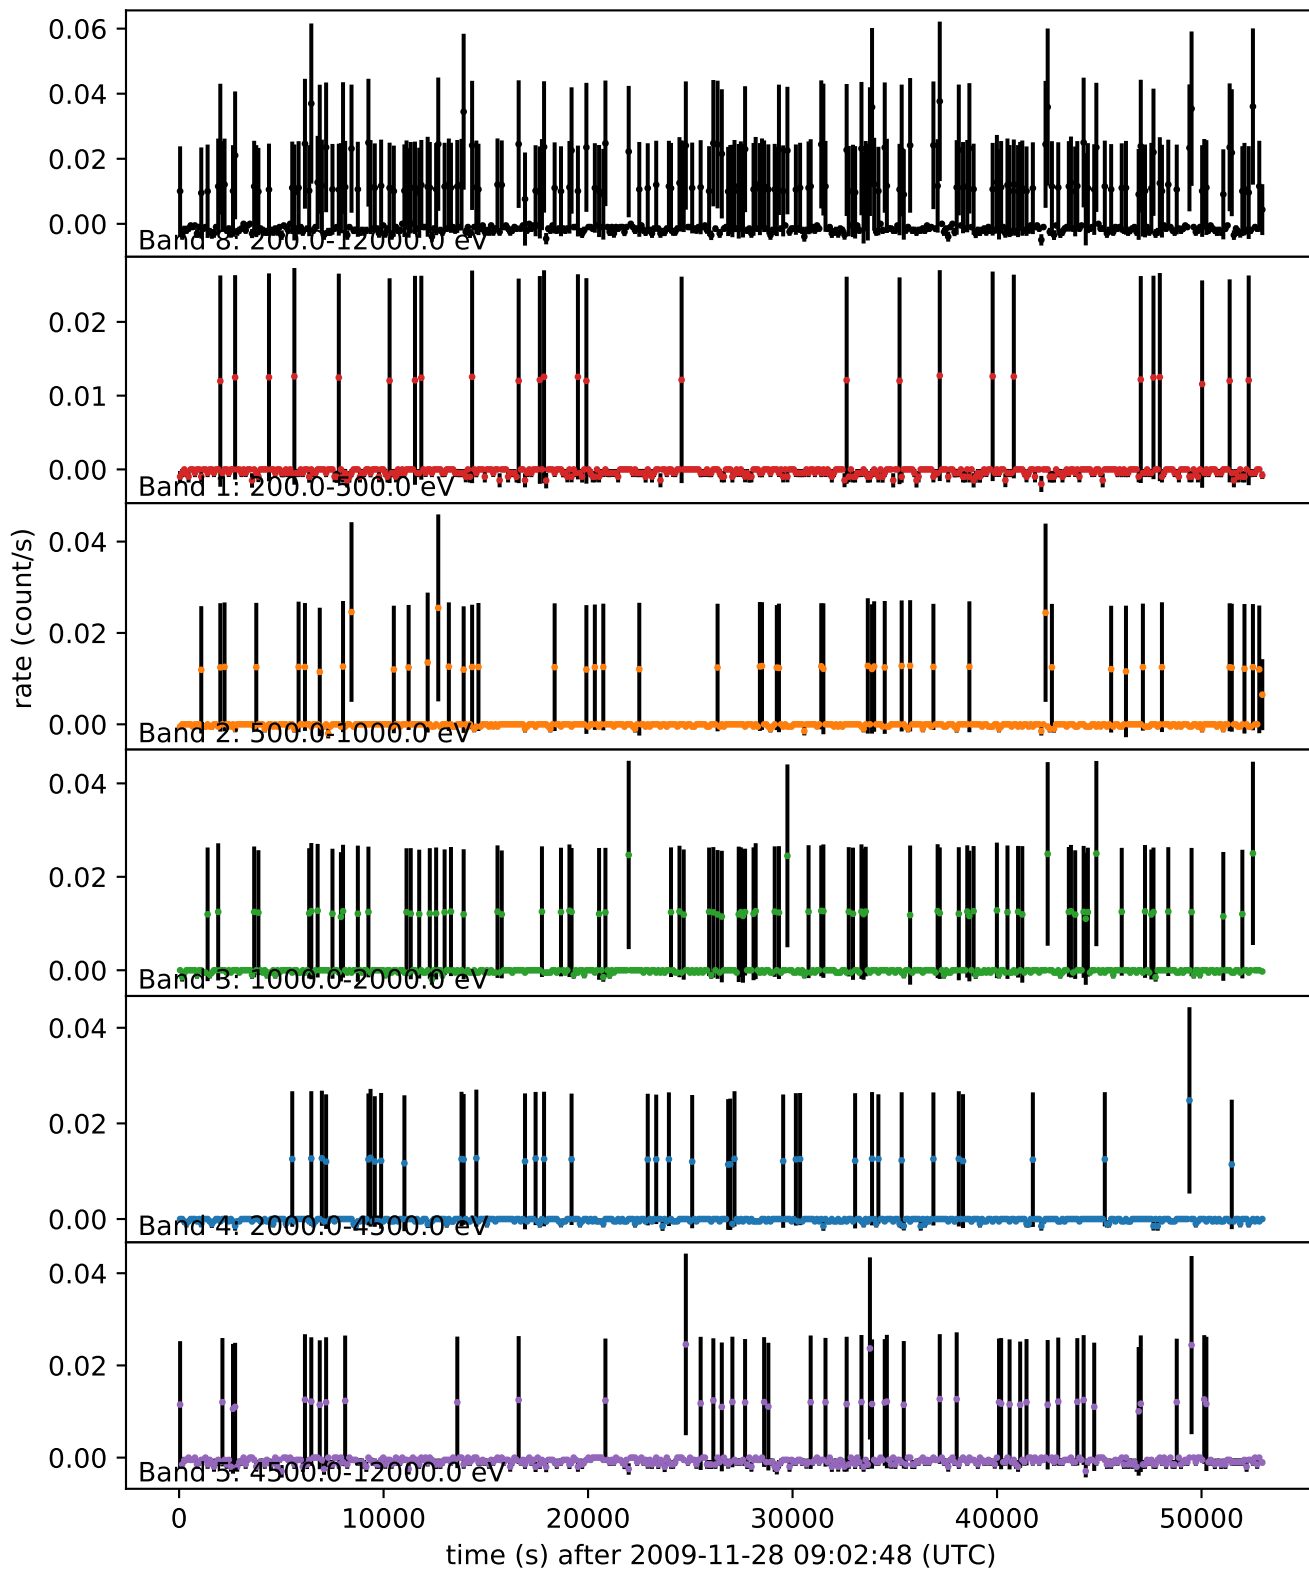 0.06
0.04
0.02
0.00
Band 8: 200.0-12000.0 eV
0.02
0.01
0.00
Band 1: 200.0-500.0 eV
rate (count/s)
0.04
0.02
0.00
Band 2: 500.0-1000.0 eV
0.04
0.02
0.00
Band 3: 1000.0-2000.0 eV
0.04
0.02
0.00
Band 4: 2000.0-4500.0 eV
0.04
0.02
0.00
Band 5: 4500.0-12000.0 eV
0 10000 20000 30000 40000 50000
time (s) after 2009-11-28 09:02:48 (UTC)